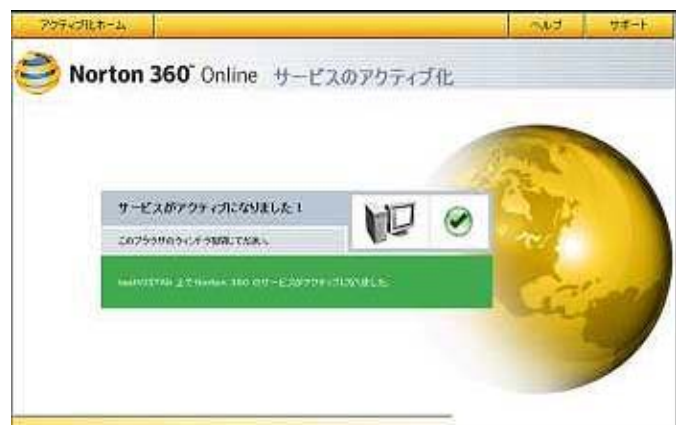 アクティブ化ホーム
ヘルプ
サポート
Norton 360™ Online サービスのアクティブ化
サービスがアクティブになりました！
このブラウザのウィンドウを閉じてください。
上で Norton 360 のサービスがアクティブになりました。